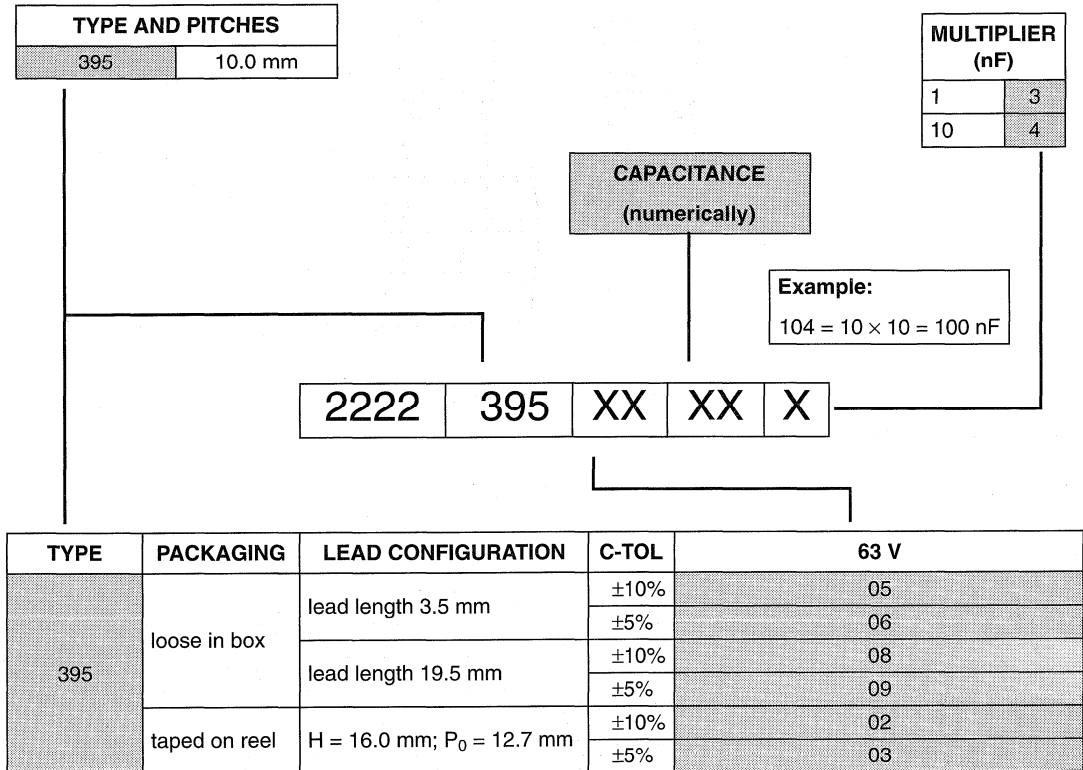 TYPE AND PITCHES
395 10.0 mm
MULTIPLIER
(nF)
1 3
10 4
CAPACITANCE
(numerically)
Example:
104 = 10 × 10 = 100 nF
2222 395 XX XX X
TYPE PACKAGING LEAD CONFIGURATION C-TOL 63 V
395 loose in box lead length 3.5 mm ±10% 05
±5% 06
lead length 19.5 mm ±10% 08
±5% 09
taped on reel H = 16.0 mm; P0 = 12.7 mm ±10% 02
±5% 03